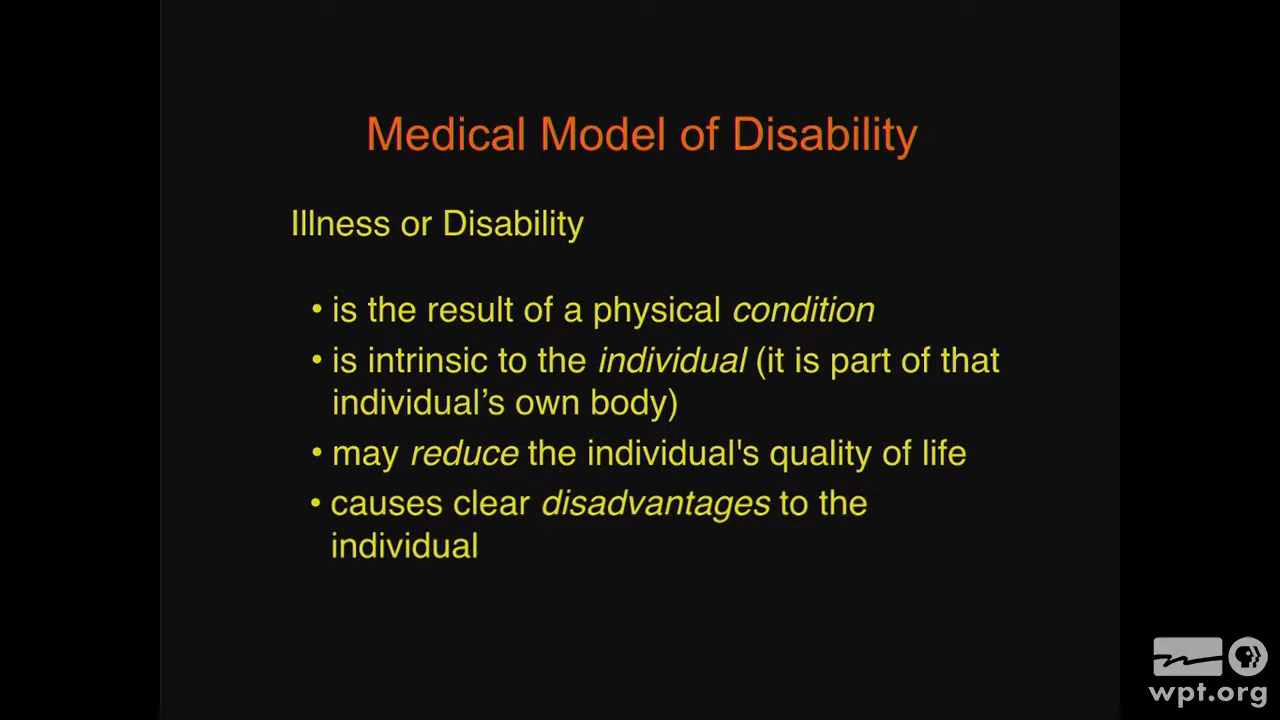 Medical Model of Disability
Illness or Disability
• is the result of a physical condition
• is intrinsic to the individual (it is part of that
individual’s own body)
• may reduce the individual's quality of life
• causes clear disadvantages to the
individual
wpt.org